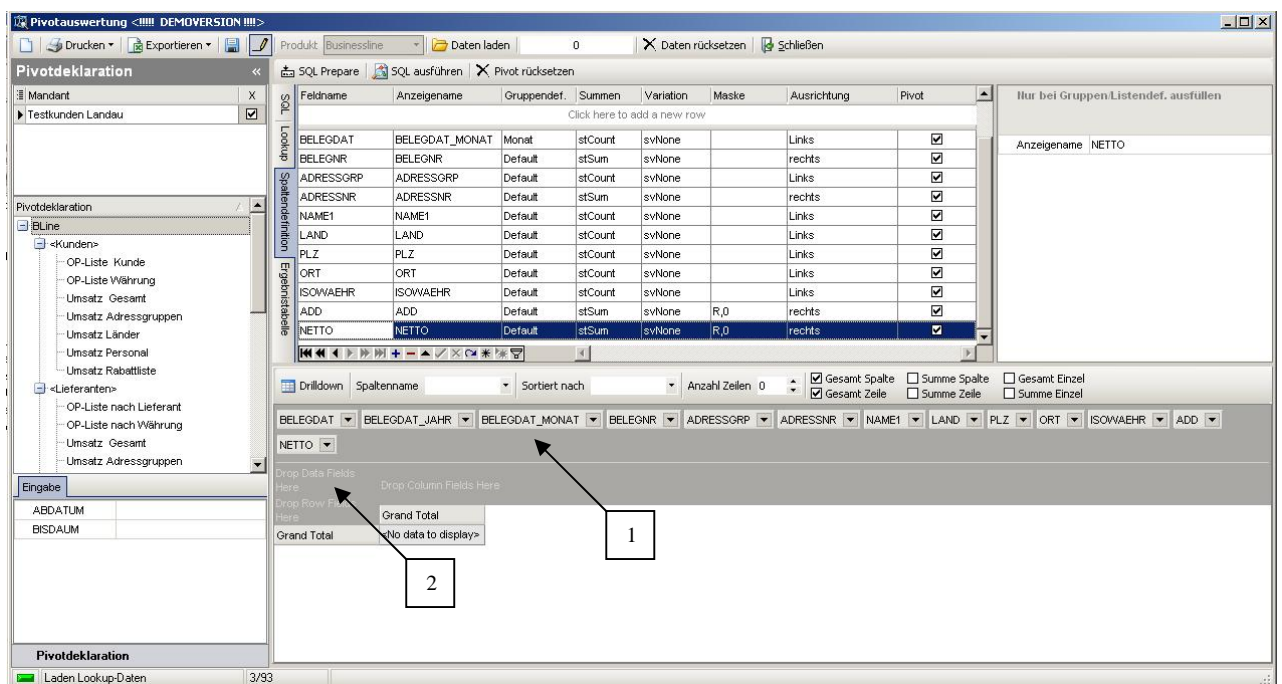 Pivotauswertung <!!!!! DEMOVERSION !!!!>
Drucken Exportieren Produkt Businessline Daten laden 0 Daten rücksetzen Schließen
Pivotdeklaration «
SQL Prepare SQL ausführen Pivot rücksetzen
Mandant X
Testkunden Landau
Pivotdeklaration
BLine
<Kunden>
OP-Liste Kunde
OP-Liste Währung
Umsatz Gesamt
Umsatz Adressgruppen
Umsatz Länder
Umsatz Personal
Umsatz Rabattliste
<Lieferanten>
OP-Liste nach Lieferant
OP-Liste nach Währung
Umsatz Gesamt
Umsatz Adressgruppen
Eingabe
ABDATUM
BISDAUM
Pivotdeklaration
SQL
Lookup
Spaltendefinition
Ergebnistabelle
Feldname Anzeigename Gruppendef. Summen Variation Maske Ausrichtung Pivot
Click here to add a new row
BELEGDAT BELEGDAT_MONAT Monat stCount svNone Links
BELEGNR BELEGNR Default stSum svNone rechts
ADRESSGRP ADRESSGRP Default stCount svNone Links
ADRESSNR ADRESSNR Default stSum svNone rechts
NAME1 NAME1 Default stCount svNone Links
LAND LAND Default stCount svNone Links
PLZ PLZ Default stCount svNone Links
ORT ORT Default stCount svNone Links
ISOWAEHR ISOWAEHR Default stCount svNone Links
ADD ADD Default stSum svNone R,0 rechts
NETTO NETTO Default stSum svNone R,0 rechts
Nur bei Gruppen/Listendef. ausfüllen
Anzeigename NETTO
Drilldown Spaltenname Sortiert nach Anzahl Zeilen 0
Gesamt Spalte Summe Spalte Gesamt Einzel
Gesamt Zeile Summe Zeile Summe Einzel
BELEGDAT BELEGDAT_JAHR BELEGDAT_MONAT BELEGNR ADRESSGRP ADRESSNR NAME1 LAND PLZ ORT ISOWAEHR ADD
NETTO
Drop Data Fields Here
Drop Column Fields Here
Drop Row Fields Here
Grand Total
Grand Total <No data to display>
1
2
Laden Lookup-Daten 3/93